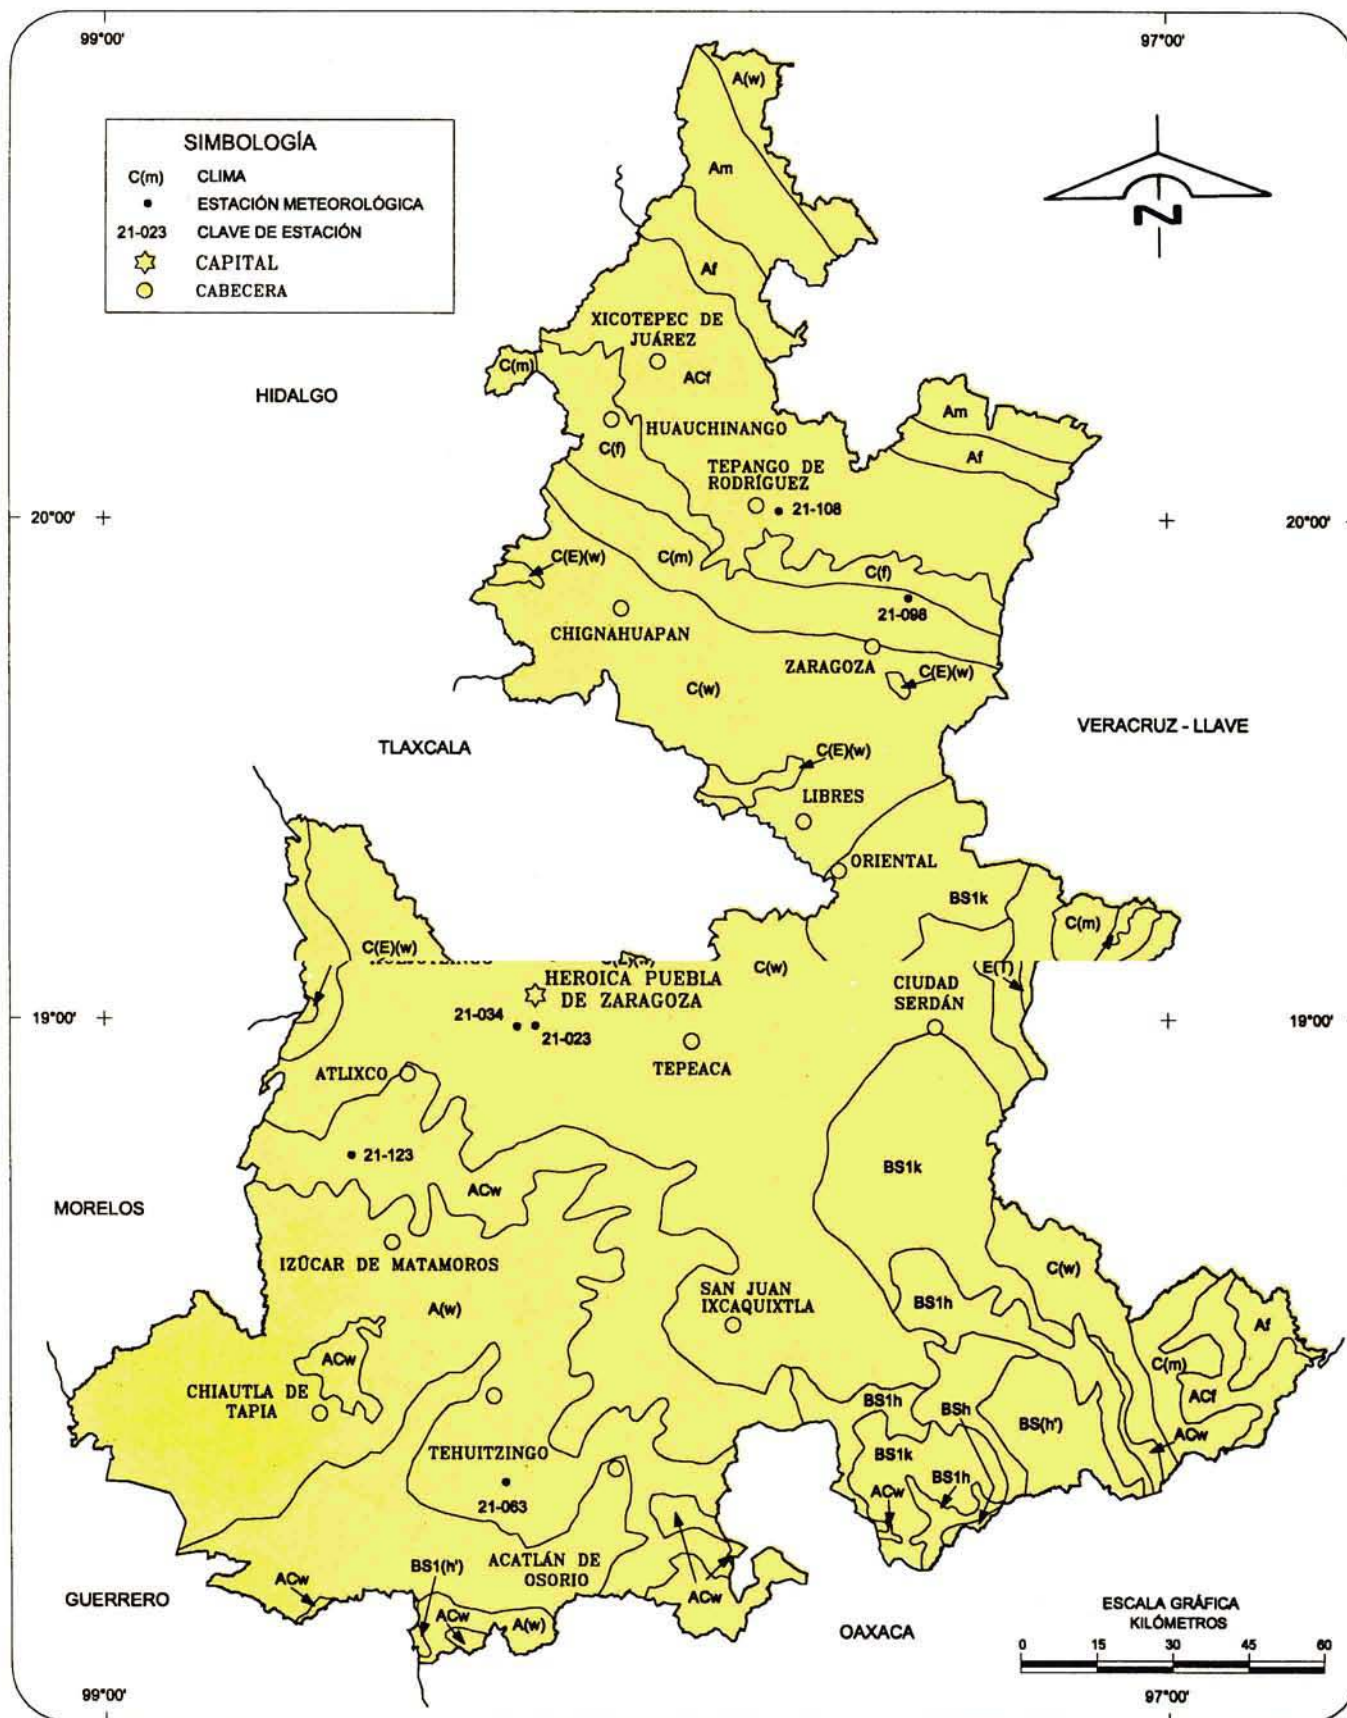 99°00'
97°00'
SIMBOLOGÍA
C(m) CLIMA
ESTACIÓN METEOROLÓGICA
21-023 CLAVE DE ESTACIÓN
CAPITAL
CABECERA
A(w)
Am
Af
XICOTEPEC DE
JUÁREZ
C(m)
ACf
HIDALGO
Am
HUAUCHINANGO
C(f)
Af
TEPANGO DE
RODRÍGUEZ
21-108
20°00'
20°00'
C(E)(w)
C(m)
C(f)
21-098
CHIGNAHUAPAN
ZARAGOZA
C(E)(w)
C(w)
VERACRUZ - LLAVE
TLAXCALA
C(E)(w)
LIBRES
ORIENTAL
BS1k
C(m)
C(E)(w)
C(w)
E(T)
HEROICA PUEBLA
DE ZARAGOZA
CIUDAD
SERDÁN
21-034
21-023
19°00'
19°00'
TEPEACA
ATLIXCO
21-123
BS1k
ACw
MORELOS
IZÚCAR DE MATAMOROS
C(w)
SAN JUAN
IXCAQUIXTLA
BS1h
A(w)
Af
ACw
C(m)
CHIAUTLA DE
TAPIA
BS1h
BSh
BS(h')
ACf
ACw
TEHUITZINGO
BS1k
BS1h
ACw
21-063
ACATLÁN DE
OSORIO
BS1(h')
ACw
GUERRERO
ACw
A(w)
ACw
OAXACA
ESCALA GRÁFICA
KILÓMETROS
0 15 30 45 60
99°00'
97°00'
N